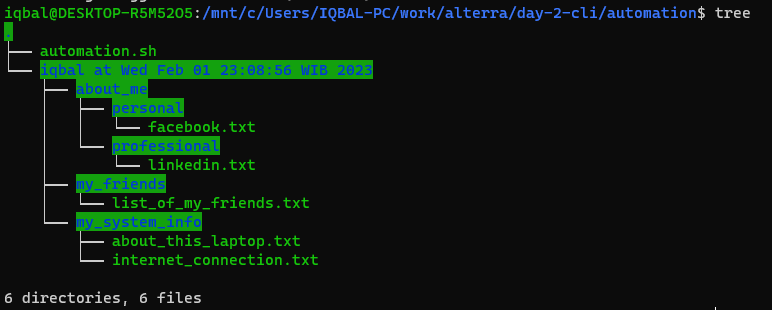 iqbal@DESKTOP-R5M52O5:/mnt/c/Users/IQBAL-PC/work/alterra/day-2-cli/automation$ tree
.
├── automation.sh
└── iqbal at Wed Feb 01 23:08:56 WIB 2023
    ├── about_me
    │   ├── personal
    │   │   └── facebook.txt
    │   └── professional
    │       └── linkedin.txt
    ├── my_friends
    │   └── list_of_my_friends.txt
    └── my_system_info
        ├── about_this_laptop.txt
        └── internet_connection.txt
6 directories, 6 files